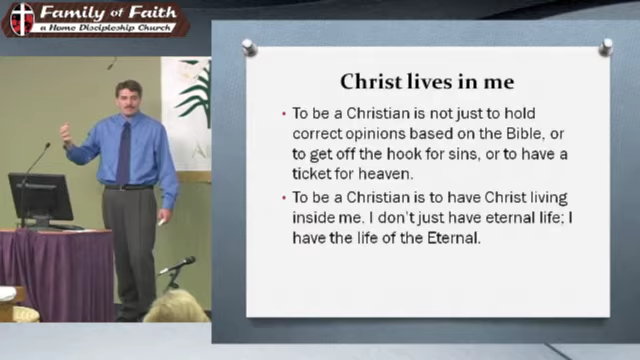 Family of Faith
a Home Discipleship Church
Christ lives in me
• To be a Christian is not just to hold
correct opinions based on the Bible, or
to get off the hook for sins, or to have a
ticket for heaven.
• To be a Christian is to have Christ living
inside me. I don't just have eternal life; I
have the life of the Eternal.